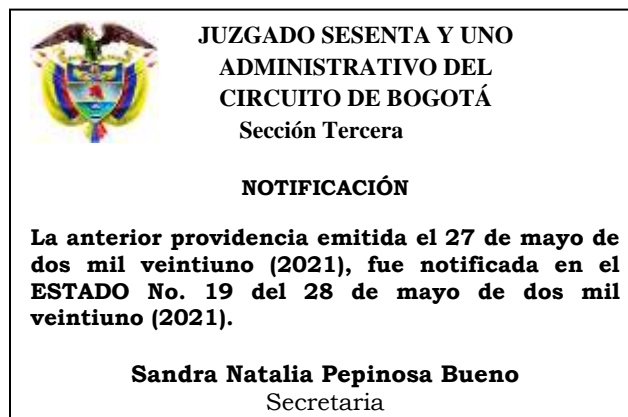 JUZGADO SESENTA Y UNO
ADMINISTRATIVO DEL
CIRCUITO DE BOGOTÁ
Sección Tercera
NOTIFICACIÓN
La anterior providencia emitida el 27 de mayo de
dos mil veintiuno (2021), fue notificada en el
ESTADO No. 19 del 28 de mayo de dos mil
veintiuno (2021).
Sandra Natalia Pepinosa Bueno
Secretaria